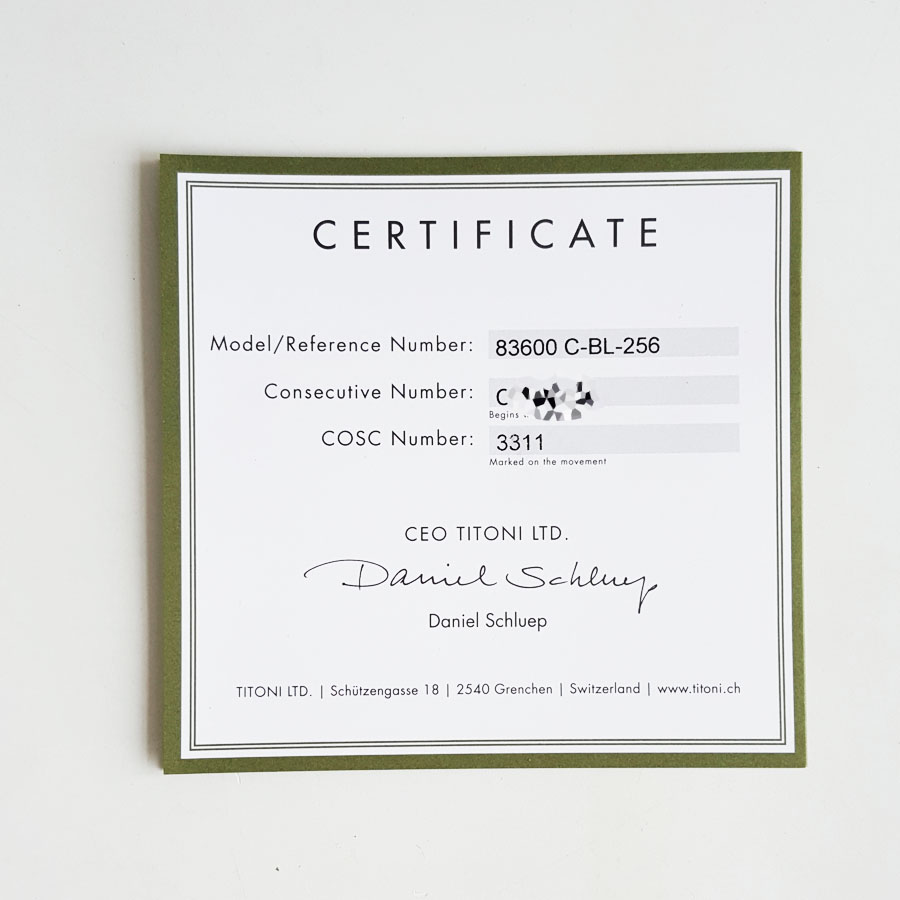 CERTIFICATE
Model/Reference Number: 83600 C-BL-256
Consecutive Number: C
Begins
COSC Number: 3311
Marked on the movement
CEO TITONI LTD.
Daniel Schluep
Daniel Schluep
TITONI LTD. | Schützengasse 18 | 2540 Grenchen | Switzerland | www.titoni.ch